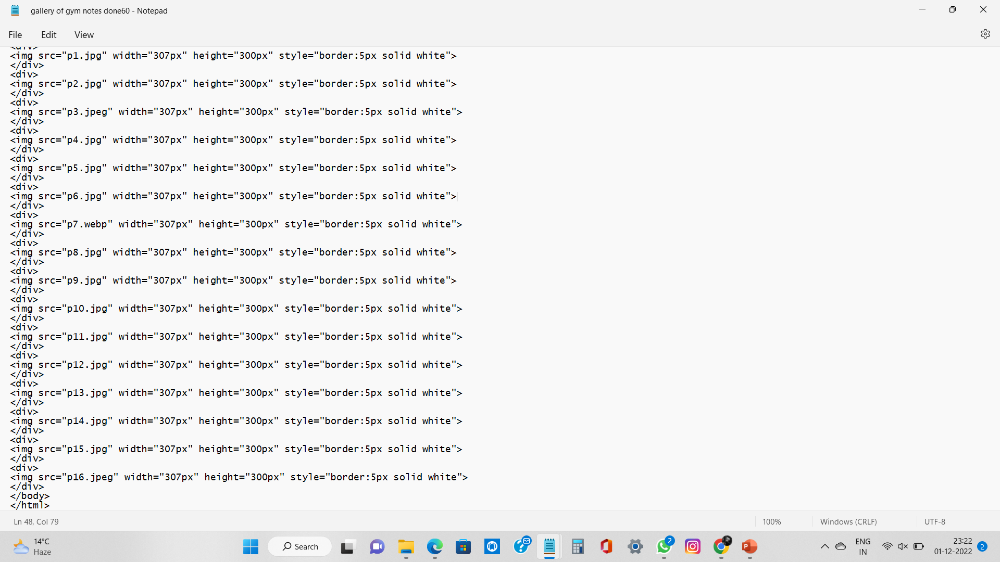 gallery of gym notes done60 - Notepad
File Edit View
<div>
<img src="p1.jpg" width="307px" height="300px" style="border:5px solid white">
</div>
<div>
<img src="p2.jpg" width="307px" height="300px" style="border:5px solid white">
</div>
<div>
<img src="p3.jpeg" width="307px" height="300px" style="border:5px solid white">
</div>
<div>
<img src="p4.jpg" width="307px" height="300px" style="border:5px solid white">
</div>
<div>
<img src="p5.jpg" width="307px" height="300px" style="border:5px solid white">
</div>
<div>
<img src="p6.jpg" width="307px" height="300px" style="border:5px solid white">
</div>
<div>
<img src="p7.webp" width="307px" height="300px" style="border:5px solid white">
</div>
<div>
<img src="p8.jpg" width="307px" height="300px" style="border:5px solid white">
</div>
<div>
<img src="p9.jpg" width="307px" height="300px" style="border:5px solid white">
</div>
<div>
<img src="p10.jpg" width="307px" height="300px" style="border:5px solid white">
</div>
<div>
<img src="p11.jpg" width="307px" height="300px" style="border:5px solid white">
</div>
<div>
<img src="p12.jpg" width="307px" height="300px" style="border:5px solid white">
</div>
<div>
<img src="p13.jpg" width="307px" height="300px" style="border:5px solid white">
</div>
<div>
<img src="p14.jpg" width="307px" height="300px" style="border:5px solid white">
</div>
<div>
<img src="p15.jpg" width="307px" height="300px" style="border:5px solid white">
</div>
<div>
<img src="p16.jpeg" width="307px" height="300px" style="border:5px solid white">
</div>
</body>
</html>
Ln 48, Col 79 100% Windows (CRLF) UTF-8
14°C
Haze
Search
2
P
ENG
IN
23:22
01-12-2022
2